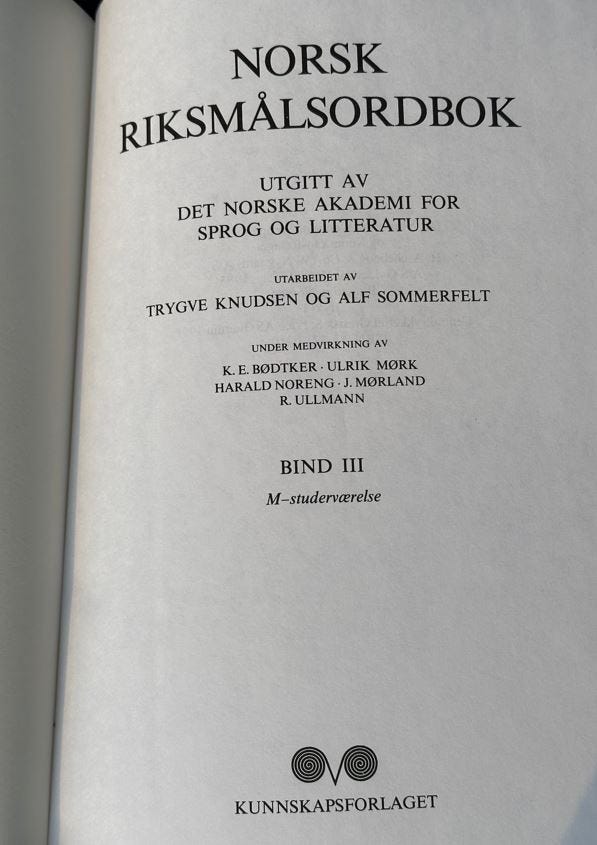 NORSK
RIKSMÅLSORDBOK
UTGITT AV
DET NORSKE AKADEMI FOR
SPROG OG LITTERATUR
UTARBEIDET AV
TRYGVE KNUDSEN OG ALF SOMMERFELT
UNDER MEDVIRKNING AV
K. E. BØDTKER · ULRIK MØRK
HARALD NORENG · J. MØRLAND
R. ULLMANN
BIND III
M–studerværelse
KUNNSKAPSFORLAGET